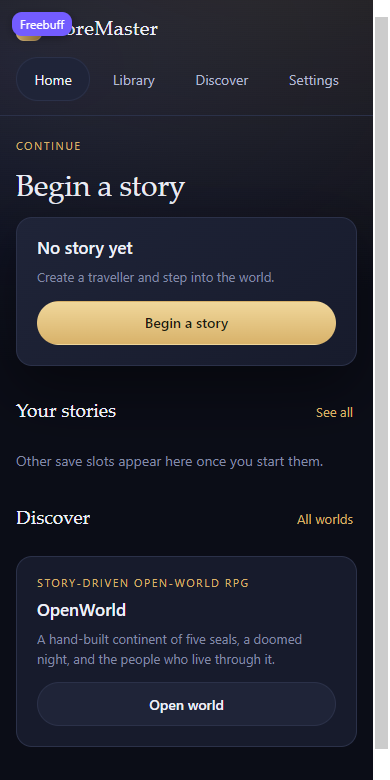 Freebuff
oreMaster
Home
Library
Discover
Settings
CONTINUE
Begin a story
No story yet
Create a traveller and step into the world.
Begin a story
Your stories
See all
Other save slots appear here once you start them.
Discover
All worlds
STORY-DRIVEN OPEN-WORLD RPG
OpenWorld
A hand-built continent of five seals, a doomed
night, and the people who live through it.
Open world